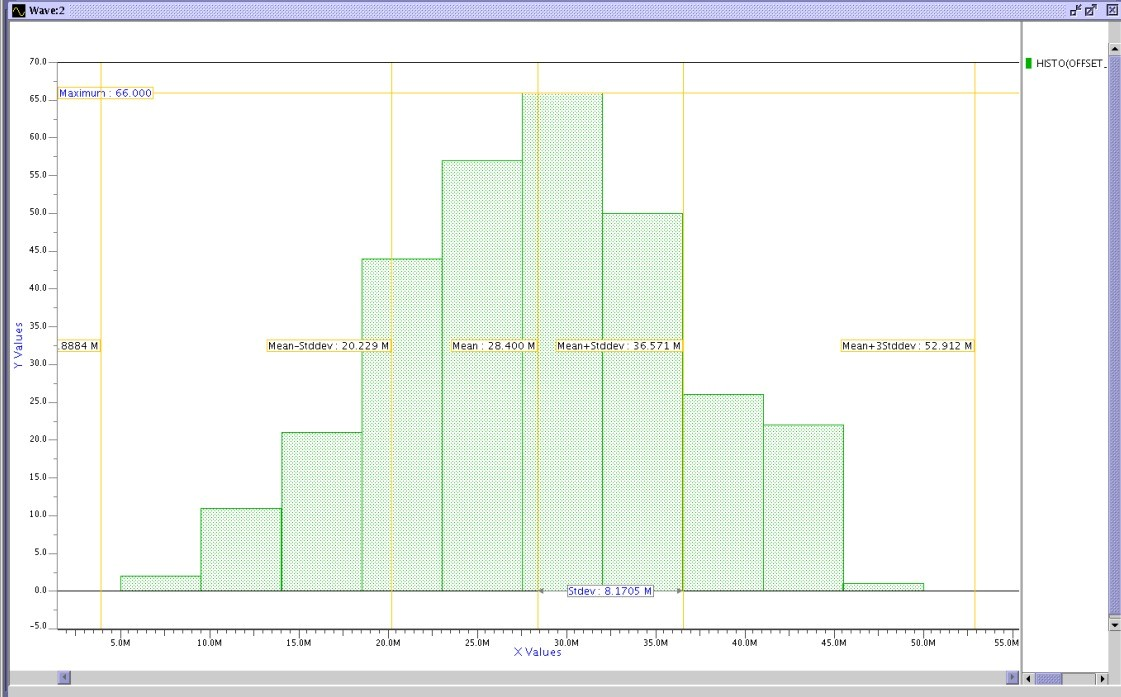 Wave:2
HISTO(OFFSET_
70.0
Maximum : 66.000
65.0
60.0
55.0
50.0
45.0
40.0
35.0
.8884 M
Mean-Stddev : 20.229 M
Mean : 28.400 M
Mean+Stddev : 36.571 M
Mean+3Stddev : 52.912 M
Y Values
30.0
25.0
20.0
15.0
10.0
5.0
0.0
Stdev : 8.1705 M
-5.0
5.0M 10.0M 15.0M 20.0M 25.0M 30.0M 35.0M 40.0M 45.0M 50.0M 55.0M
X Values